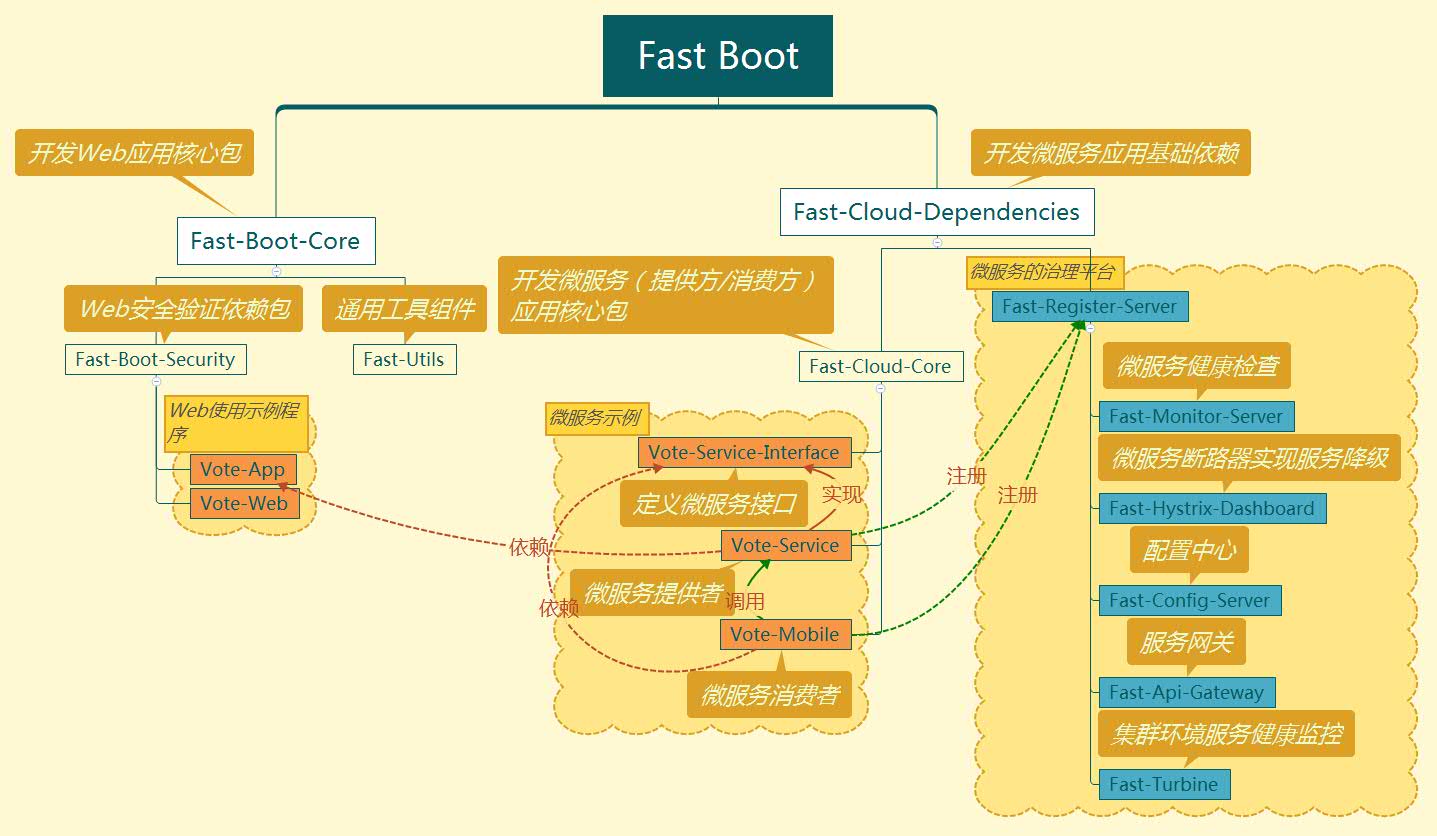 Fast Boot
开发Web应用核心包
开发微服务应用基础依赖
Fast-Boot-Core
Fast-Cloud-Dependencies
Web安全验证依赖包
通用工具组件
Fast-Boot-Security
Fast-Utils
Web使用示例程
序
Vote-App
Vote-Web
开发微服务（提供方/消费方）
应用核心包
Fast-Cloud-Core
微服务示例
Vote-Service-Interface
定义微服务接口
实现
Vote-Service
依赖
微服务提供者
调用
依赖
Vote-Mobile
微服务消费者
注册
注册
微服务的治理平台
Fast-Register-Server
微服务健康检查
Fast-Monitor-Server
微服务断路器实现服务降级
Fast-Hystrix-Dashboard
配置中心
Fast-Config-Server
服务网关
Fast-Api-Gateway
集群环境服务健康监控
Fast-Turbine